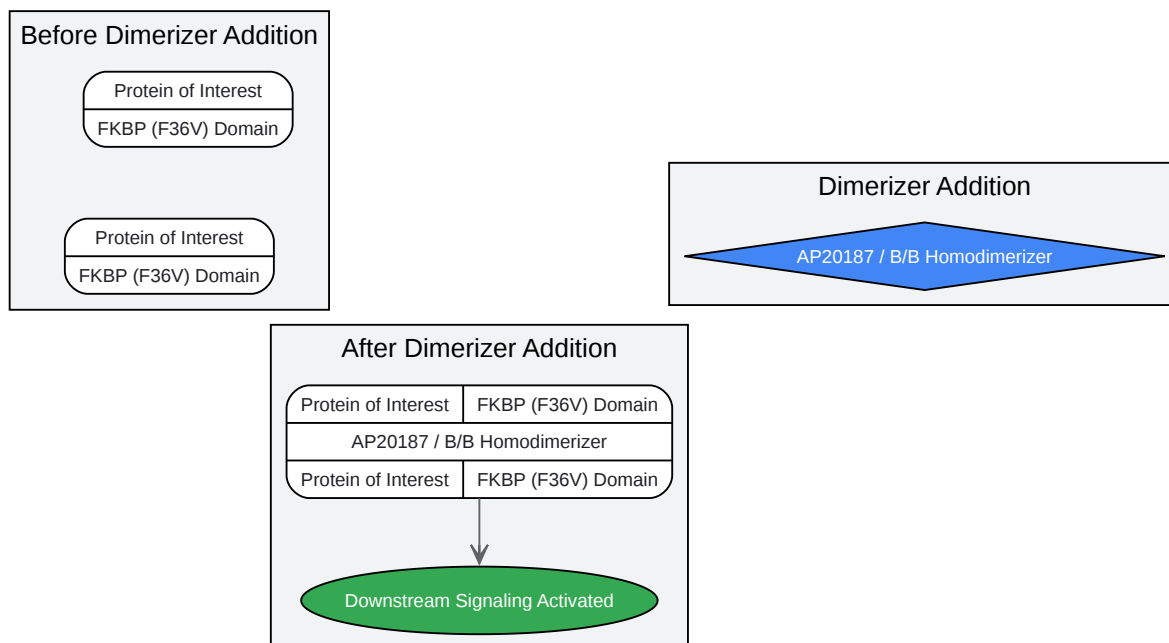 Before Dimerizer Addition
Protein of Interest
FKBP (F36V) Domain
Protein of Interest
FKBP (F36V) Domain
Dimerizer Addition
AP20187 / B/B Homodimerizer
After Dimerizer Addition
Protein of Interest FKBP (F36V) Domain
AP20187 / B/B Homodimerizer
Protein of Interest FKBP (F36V) Domain
Downstream Signaling Activated